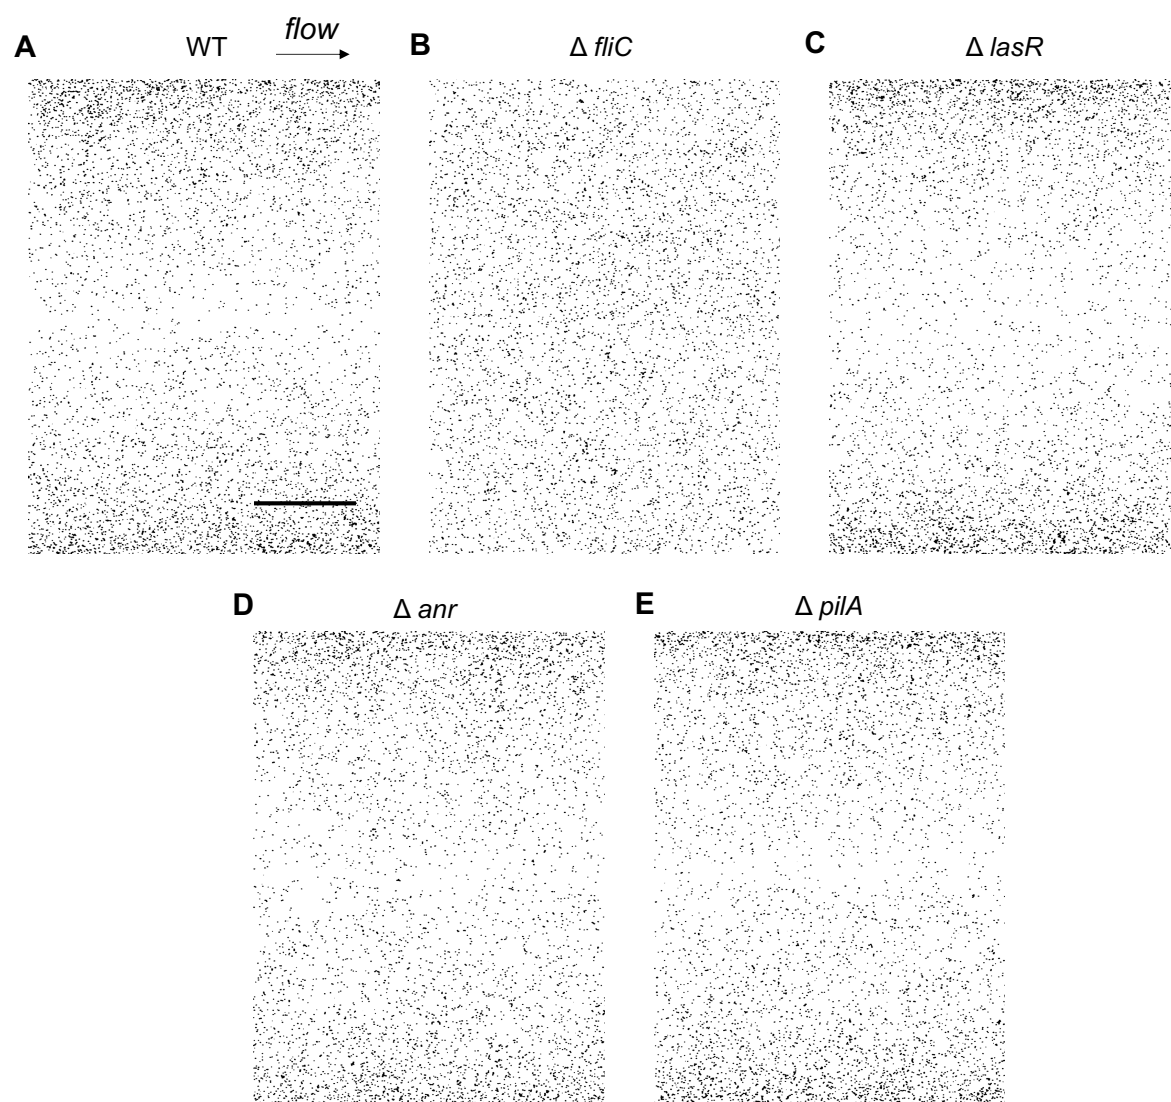 A WT flow
B Δ fliC
C Δ lasR
D Δ anr
E Δ pilA